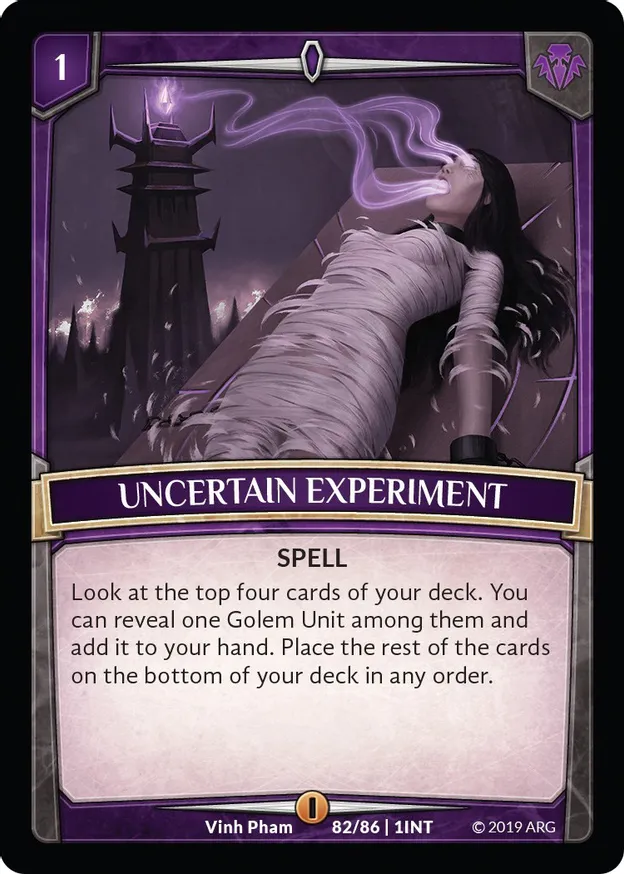 1
UNCERTAIN EXPERIMENT
SPELL
Look at the top four cards of your deck. You
can reveal one Golem Unit among them and
add it to your hand. Place the rest of the cards
on the bottom of your deck in any order.
I
Vinh Pham 82/86 | 1INT © 2019 ARG